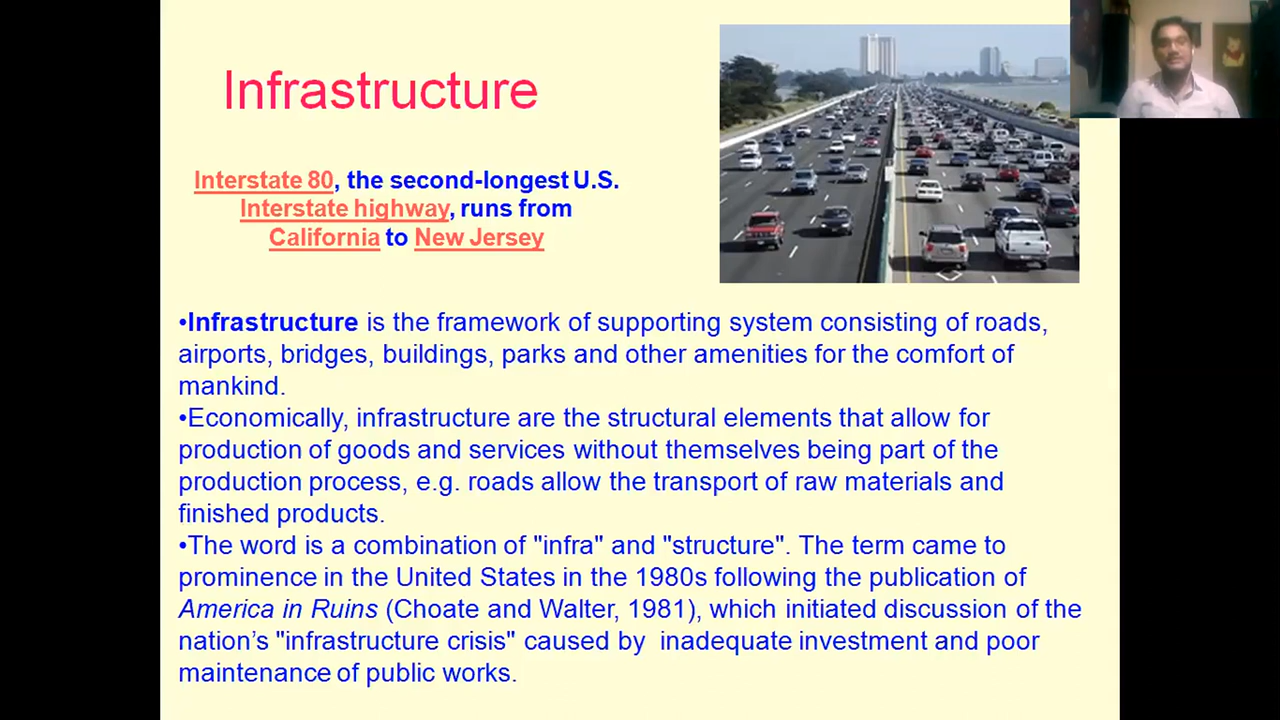 Infrastructure
Interstate 80, the second-longest U.S.
Interstate highway, runs from
California to New Jersey
•Infrastructure is the framework of supporting system consisting of roads,
airports, bridges, buildings, parks and other amenities for the comfort of
mankind.
•Economically, infrastructure are the structural elements that allow for
production of goods and services without themselves being part of the
production process, e.g. roads allow the transport of raw materials and
finished products.
•The word is a combination of "infra" and "structure". The term came to
prominence in the United States in the 1980s following the publication of
America in Ruins (Choate and Walter, 1981), which initiated discussion of the
nation’s "infrastructure crisis" caused by  inadequate investment and poor
maintenance of public works.